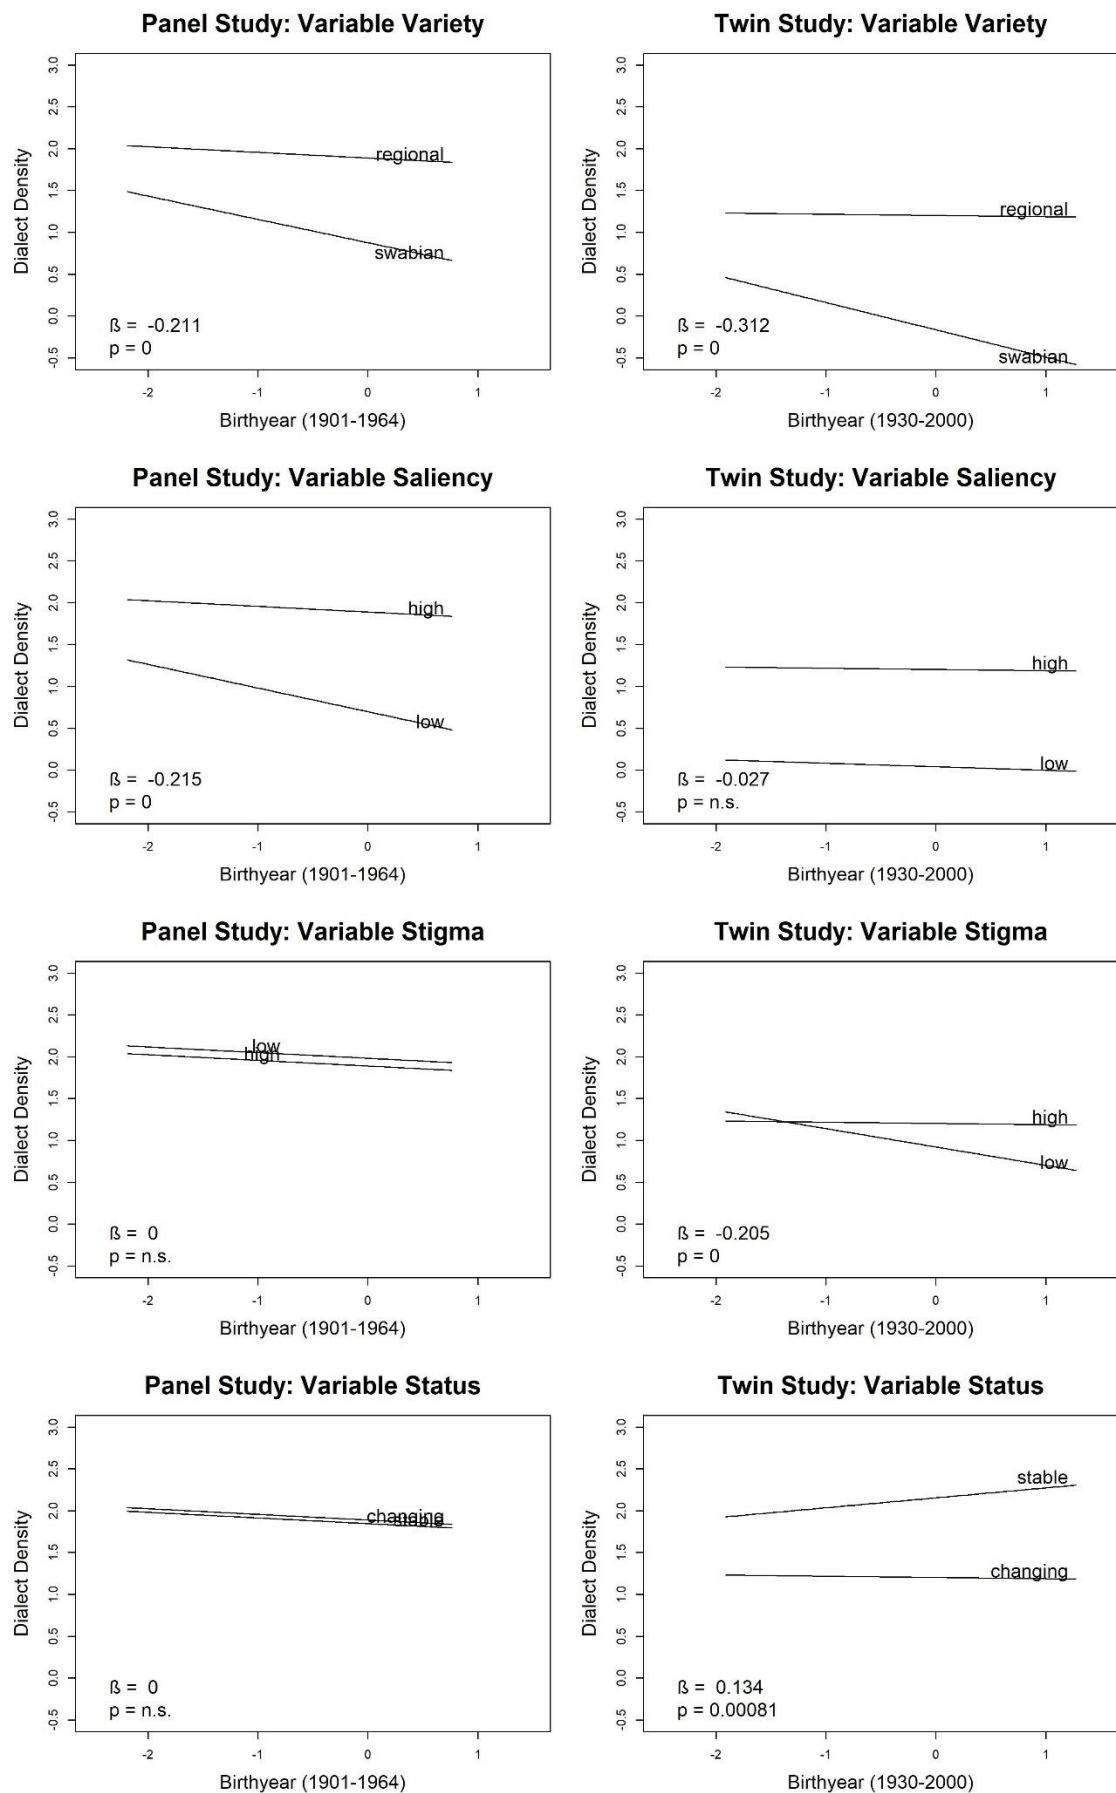 Panel Study: Variable Variety
Dialect Density
3.0
2.5
2.0
1.5
1.0
0.5
0.0
-0.5
regional
swabian
ß = -0.211
p = 0
-2 -1 0 1
Birthyear (1901-1964)
Twin Study: Variable Variety
Dialect Density
3.0
2.5
2.0
1.5
1.0
0.5
0.0
-0.5
regional
swabian
ß = -0.312
p = 0
-2 -1 0 1
Birthyear (1930-2000)
Panel Study: Variable Saliency
Dialect Density
3.0
2.5
2.0
1.5
1.0
0.5
0.0
-0.5
high
low
ß = -0.215
p = 0
-2 -1 0 1
Birthyear (1901-1964)
Twin Study: Variable Saliency
Dialect Density
3.0
2.5
2.0
1.5
1.0
0.5
0.0
-0.5
high
low
ß = -0.027
p = n.s.
-2 -1 0 1
Birthyear (1930-2000)
Panel Study: Variable Stigma
Dialect Density
3.0
2.5
2.0
1.5
1.0
0.5
0.0
-0.5
low
high
ß = 0
p = n.s.
-2 -1 0 1
Birthyear (1901-1964)
Twin Study: Variable Stigma
Dialect Density
3.0
2.5
2.0
1.5
1.0
0.5
0.0
-0.5
high
low
ß = -0.205
p = 0
-2 -1 0 1
Birthyear (1930-2000)
Panel Study: Variable Status
Dialect Density
3.0
2.5
2.0
1.5
1.0
0.5
0.0
-0.5
changing
stable
ß = 0
p = n.s.
-2 -1 0 1
Birthyear (1901-1964)
Twin Study: Variable Status
Dialect Density
3.0
2.5
2.0
1.5
1.0
0.5
0.0
-0.5
stable
changing
ß = 0.134
p = 0.00081
-2 -1 0 1
Birthyear (1930-2000)